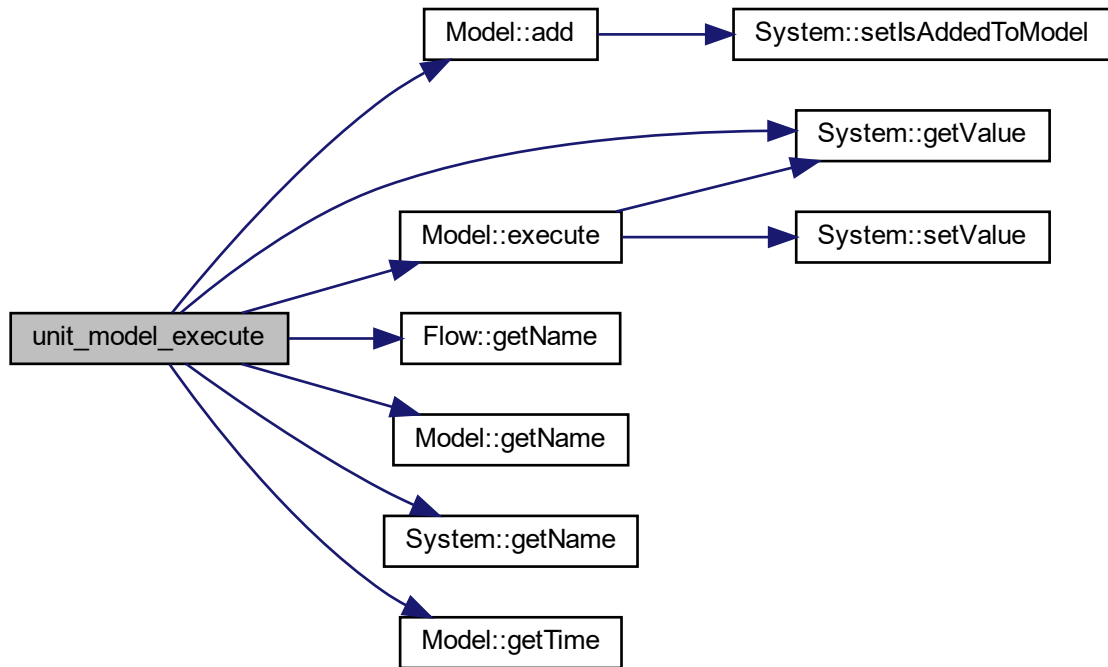 Model::add
System::setIsAddedToModel
System::getValue
Model::execute
System::setValue
unit_model_execute
Flow::getName
Model::getName
System::getName
Model::getTime